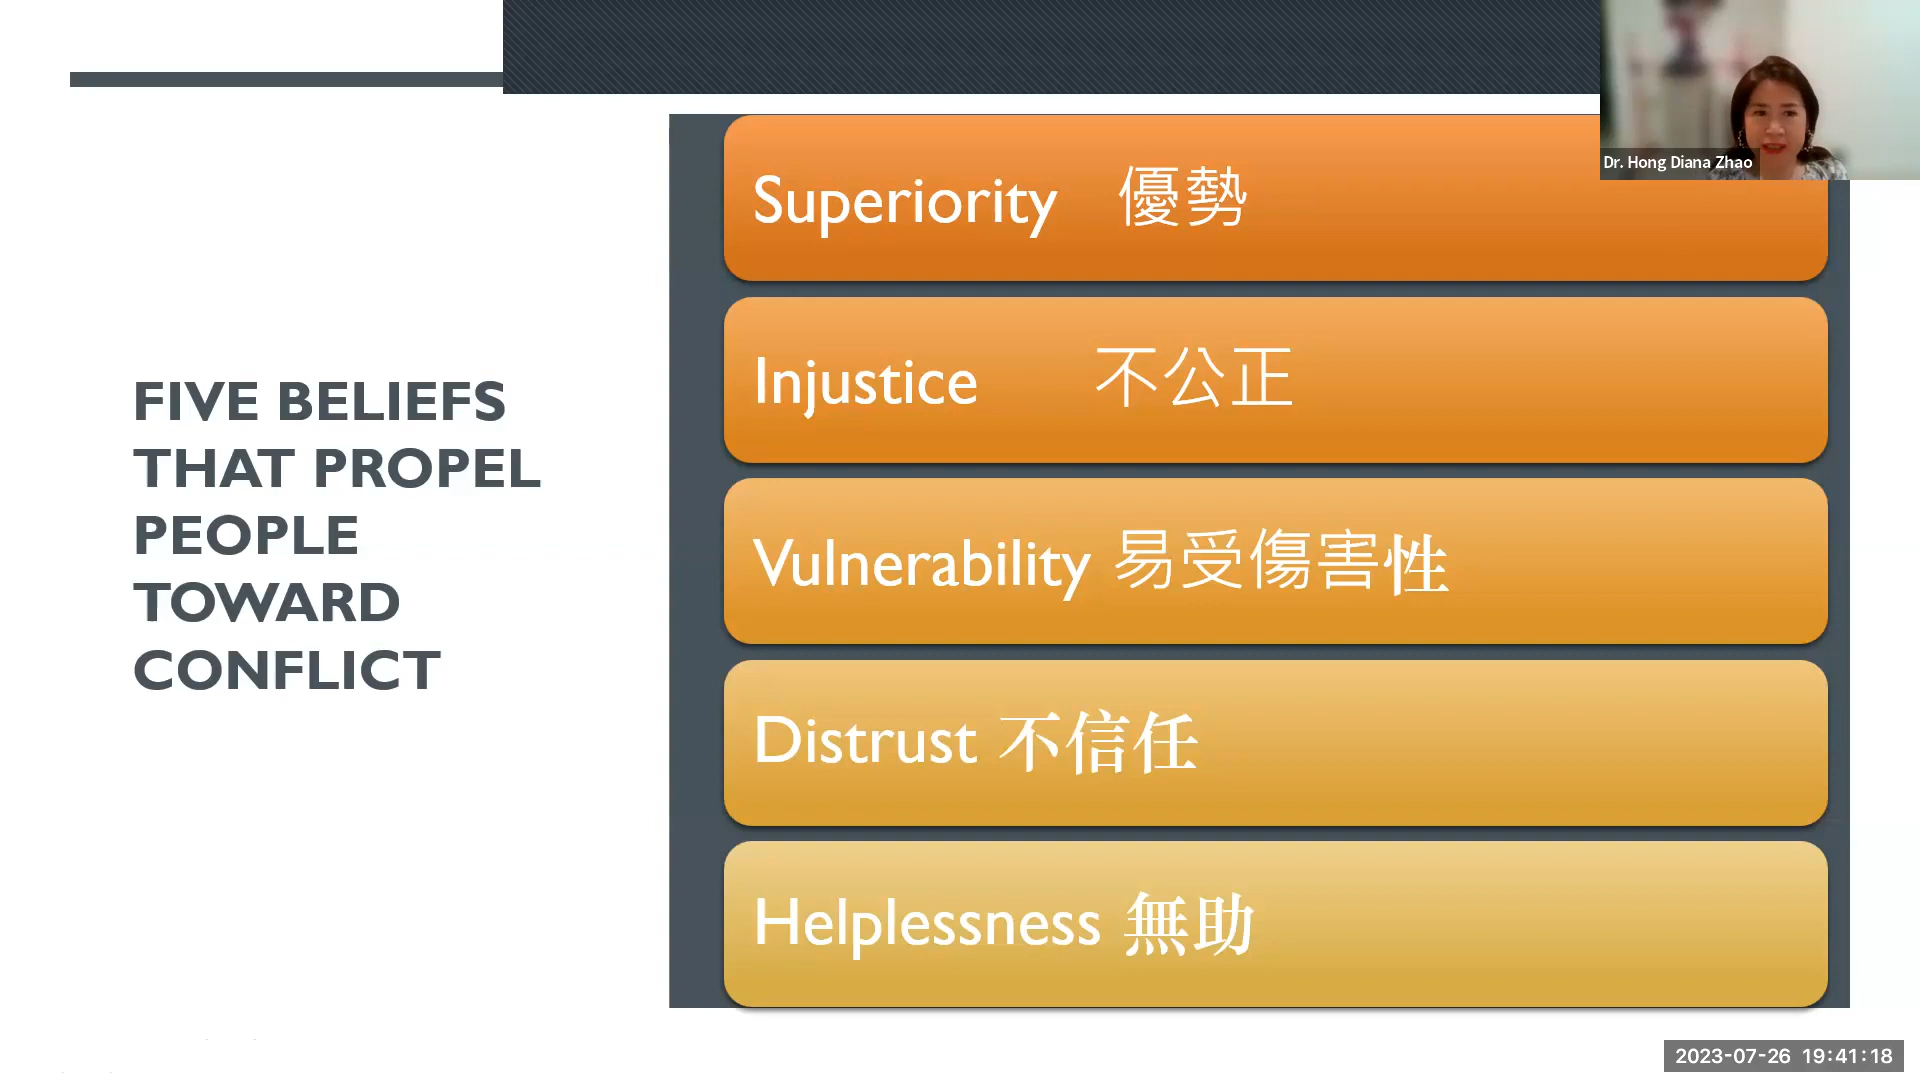 FIVE BELIEFS
THAT PROPEL
PEOPLE
TOWARD
CONFLICT
Superiority 優勢
Injustice 不公正
Vulnerability 易受傷害性
Distrust 不信任
Helplessness 無助
Dr. Hong Diana Zhao
2023-07-26 19:41:18